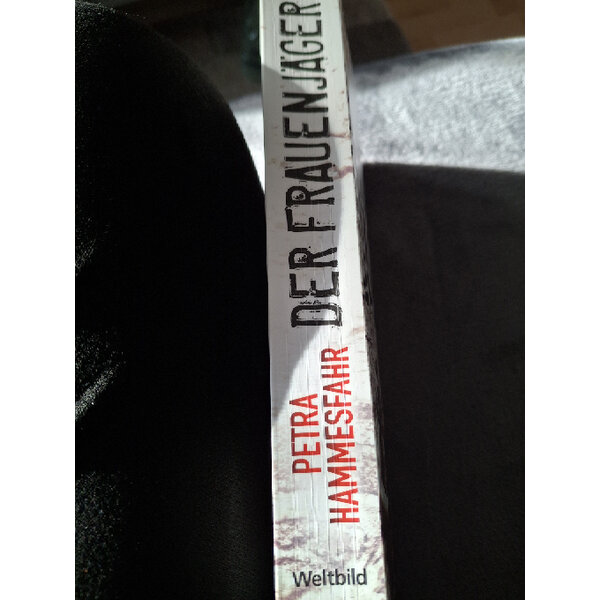 PETRA
HAMMESFAHR
DER FRAUENJÄGER
Weltbild